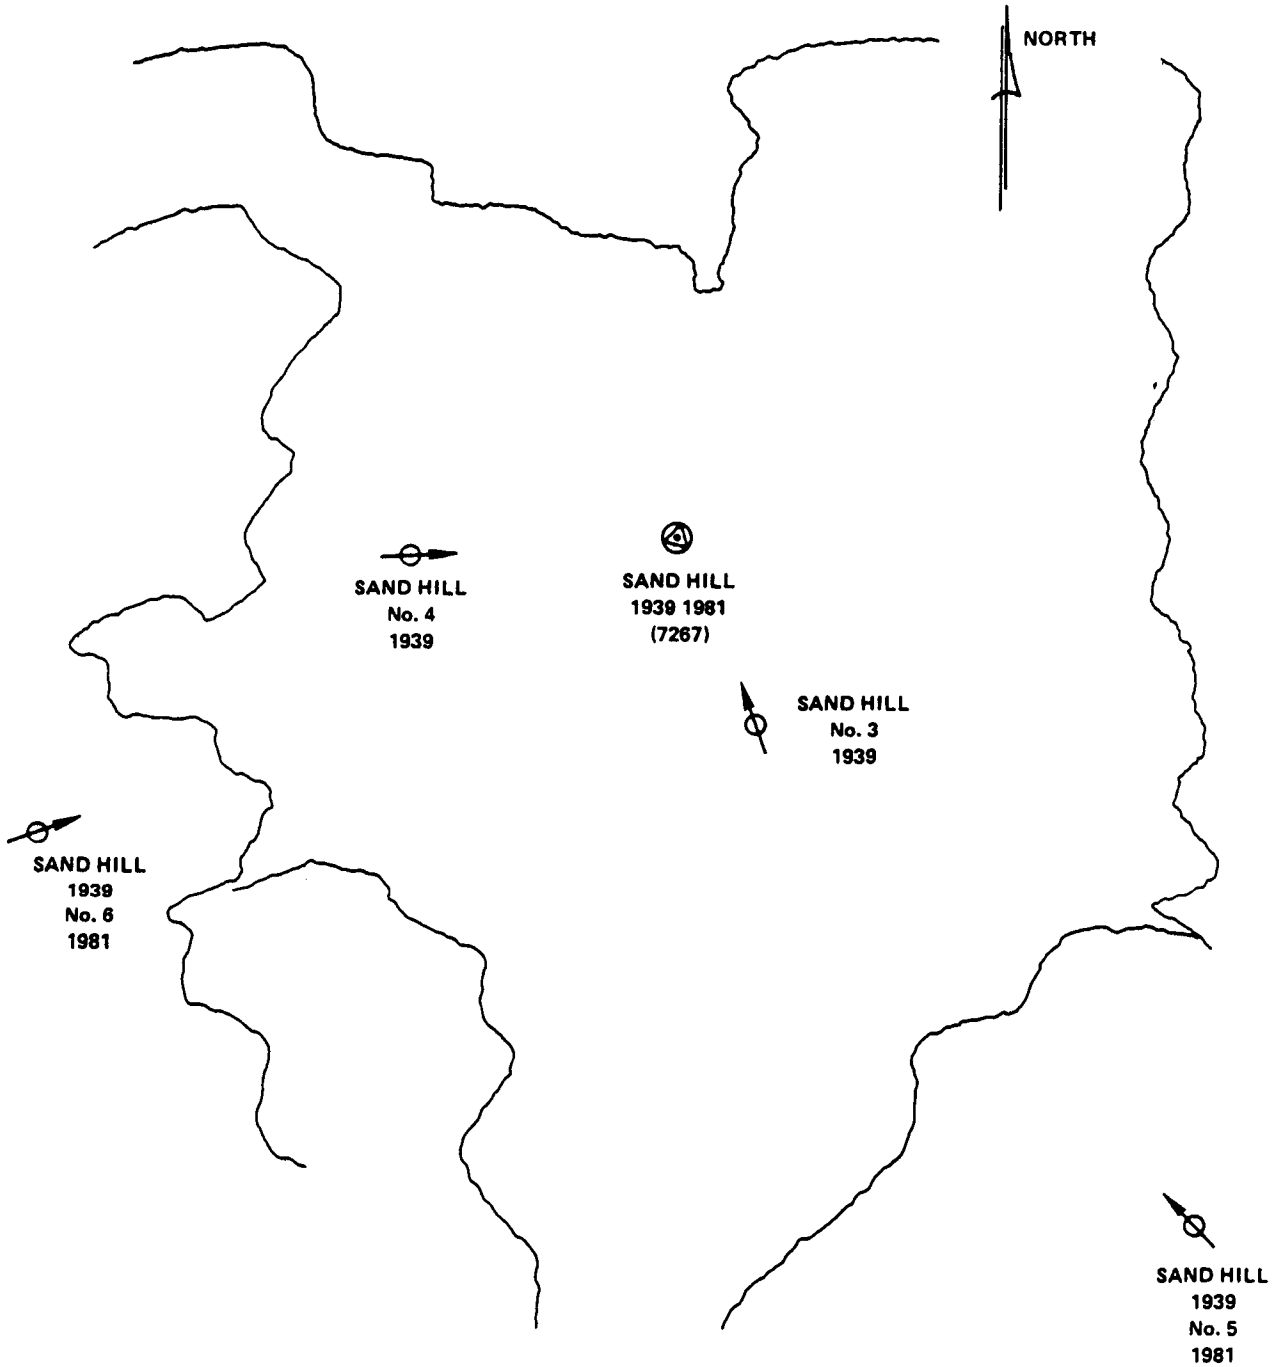 NORTH
SAND HILL
No. 4
1939
SAND HILL
1939 1981
(7267)
SAND HILL
No. 3
1939
SAND HILL
1939
No. 6
1981
SAND HILL
1939
No. 5
1981